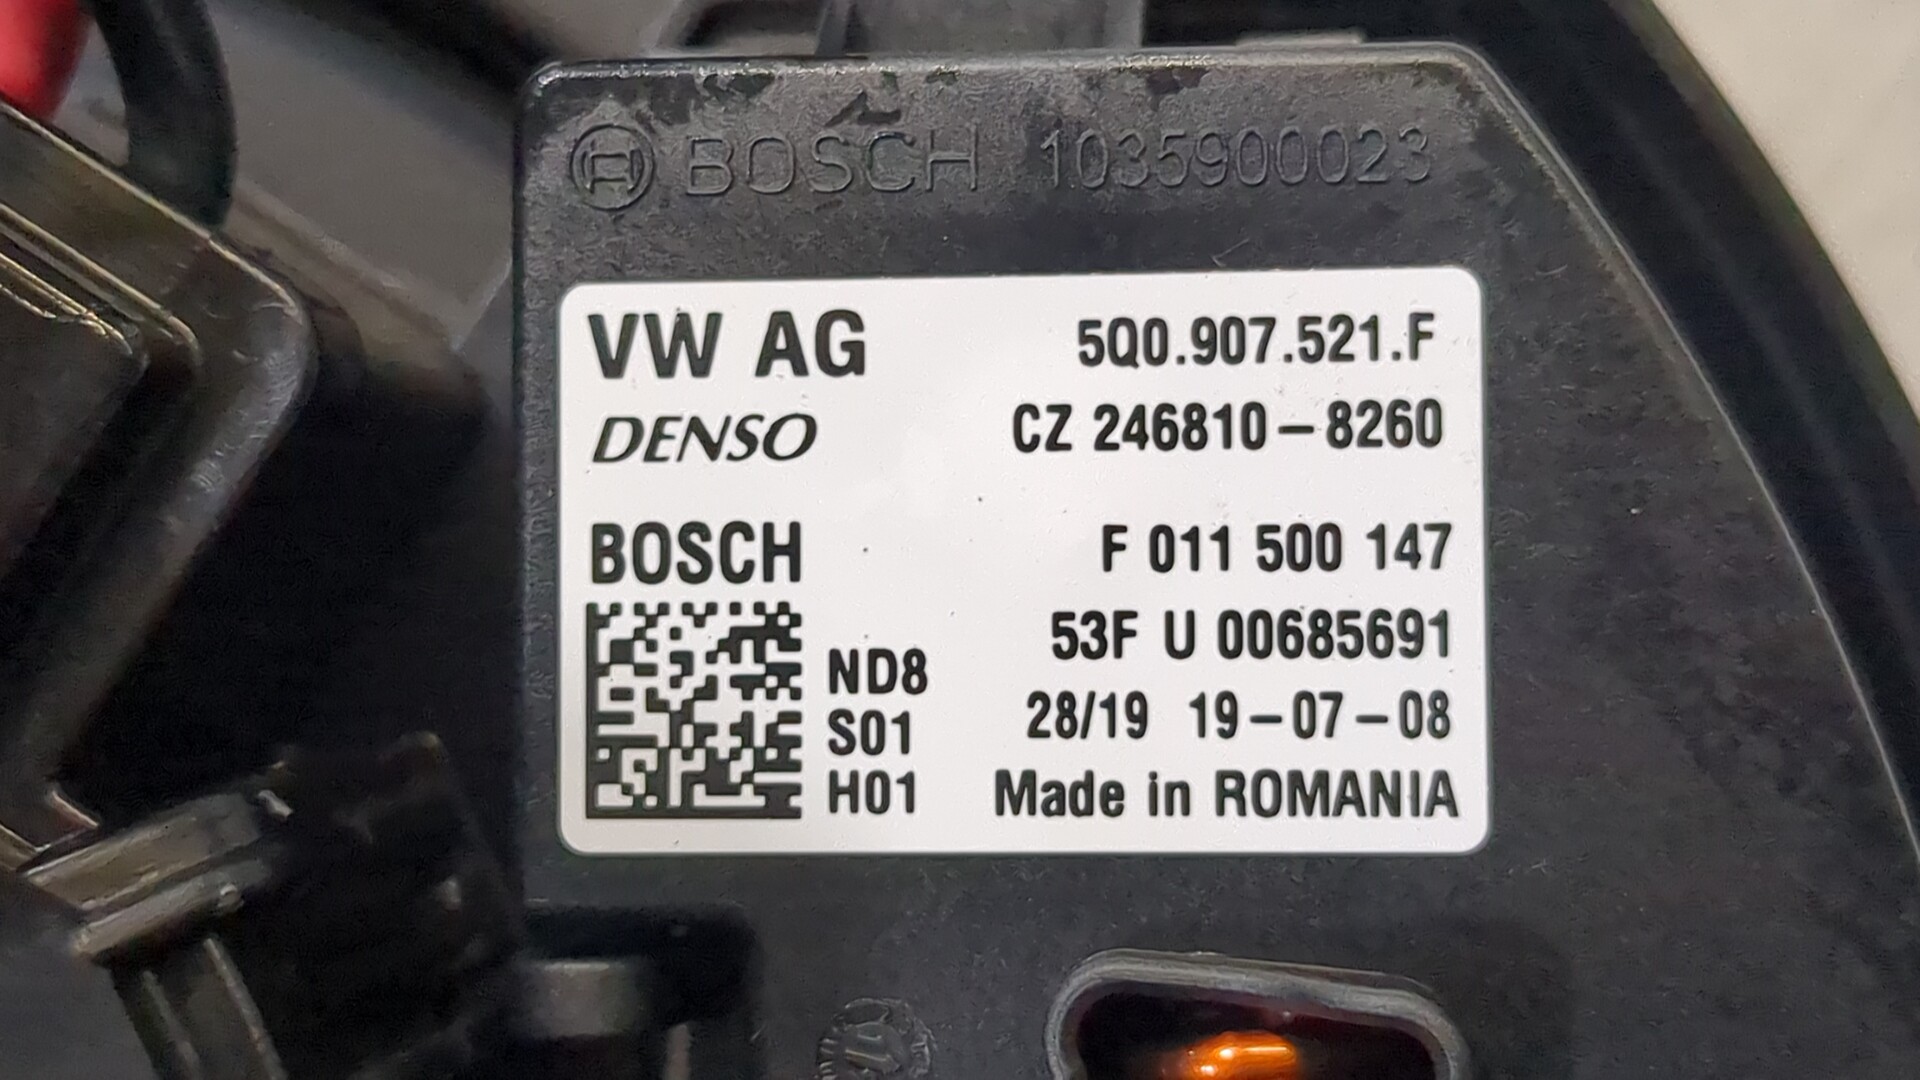 BOSCH 1035900023
VW AG 5Q0.907.521.F
DENSO CZ 246810-8260
BOSCH F 011 500 147
53F U 00685691
ND8
S01 28/19 19-07-08
H01 Made in ROMANIA